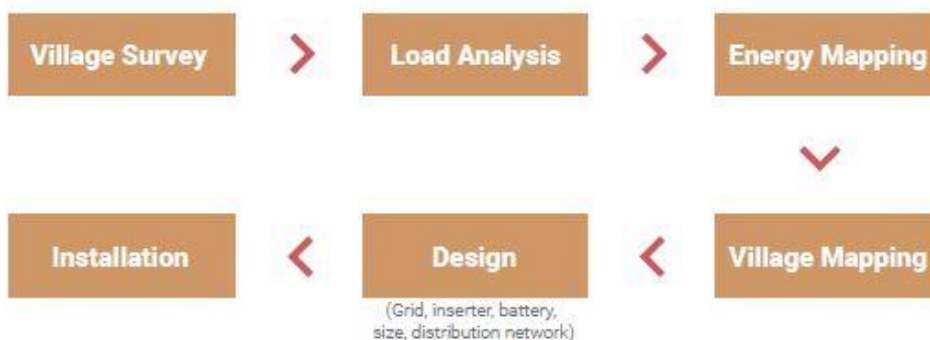 Village Survey
Load Analysis
Energy Mapping
Village Mapping
Design
(Grid, inserter, battery,
size, distribution network)
Installation